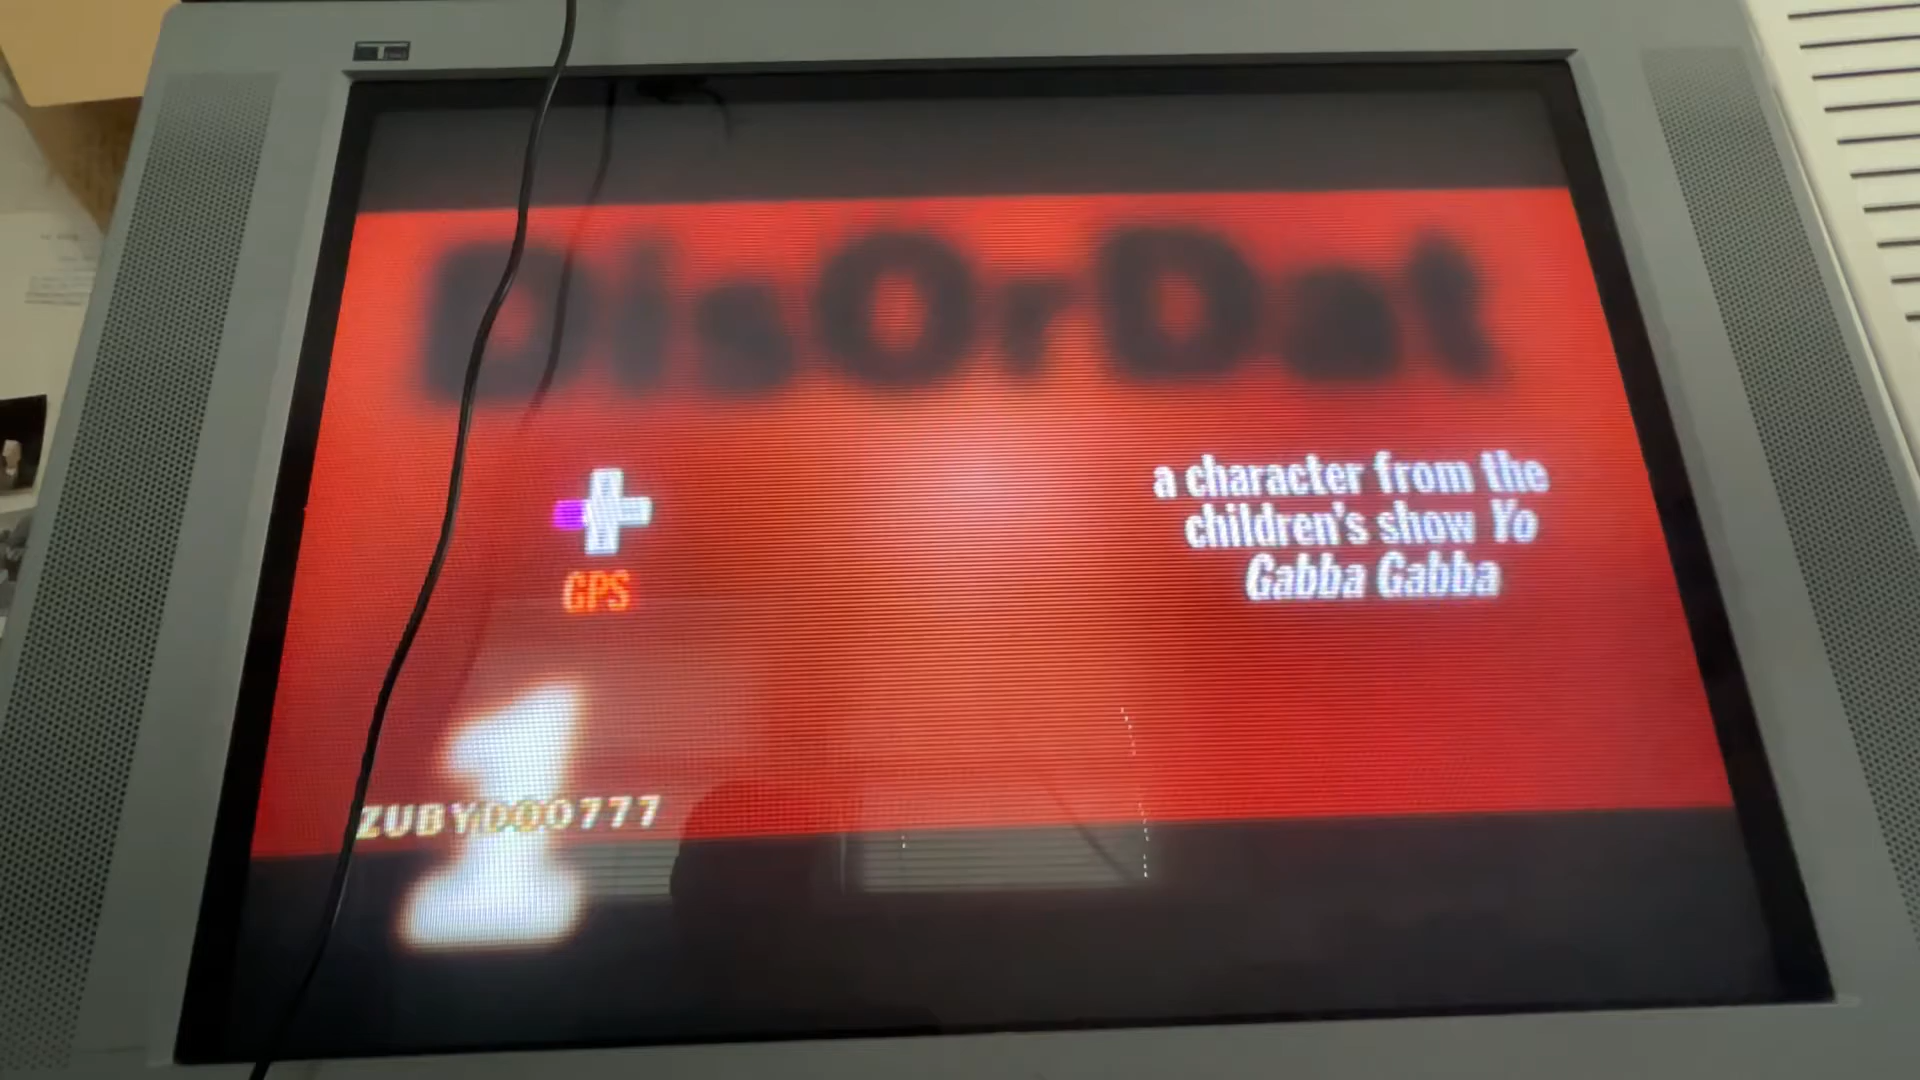 DisOrDat
a character from the
children's show Yo
Gabba Gabba
GPS
1
ZUBYDOO777